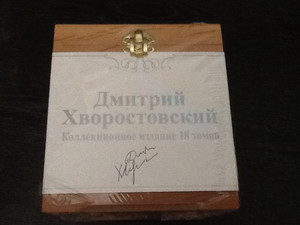 Дмитрий
Хворостовский
Коллекционное издание 18 томов